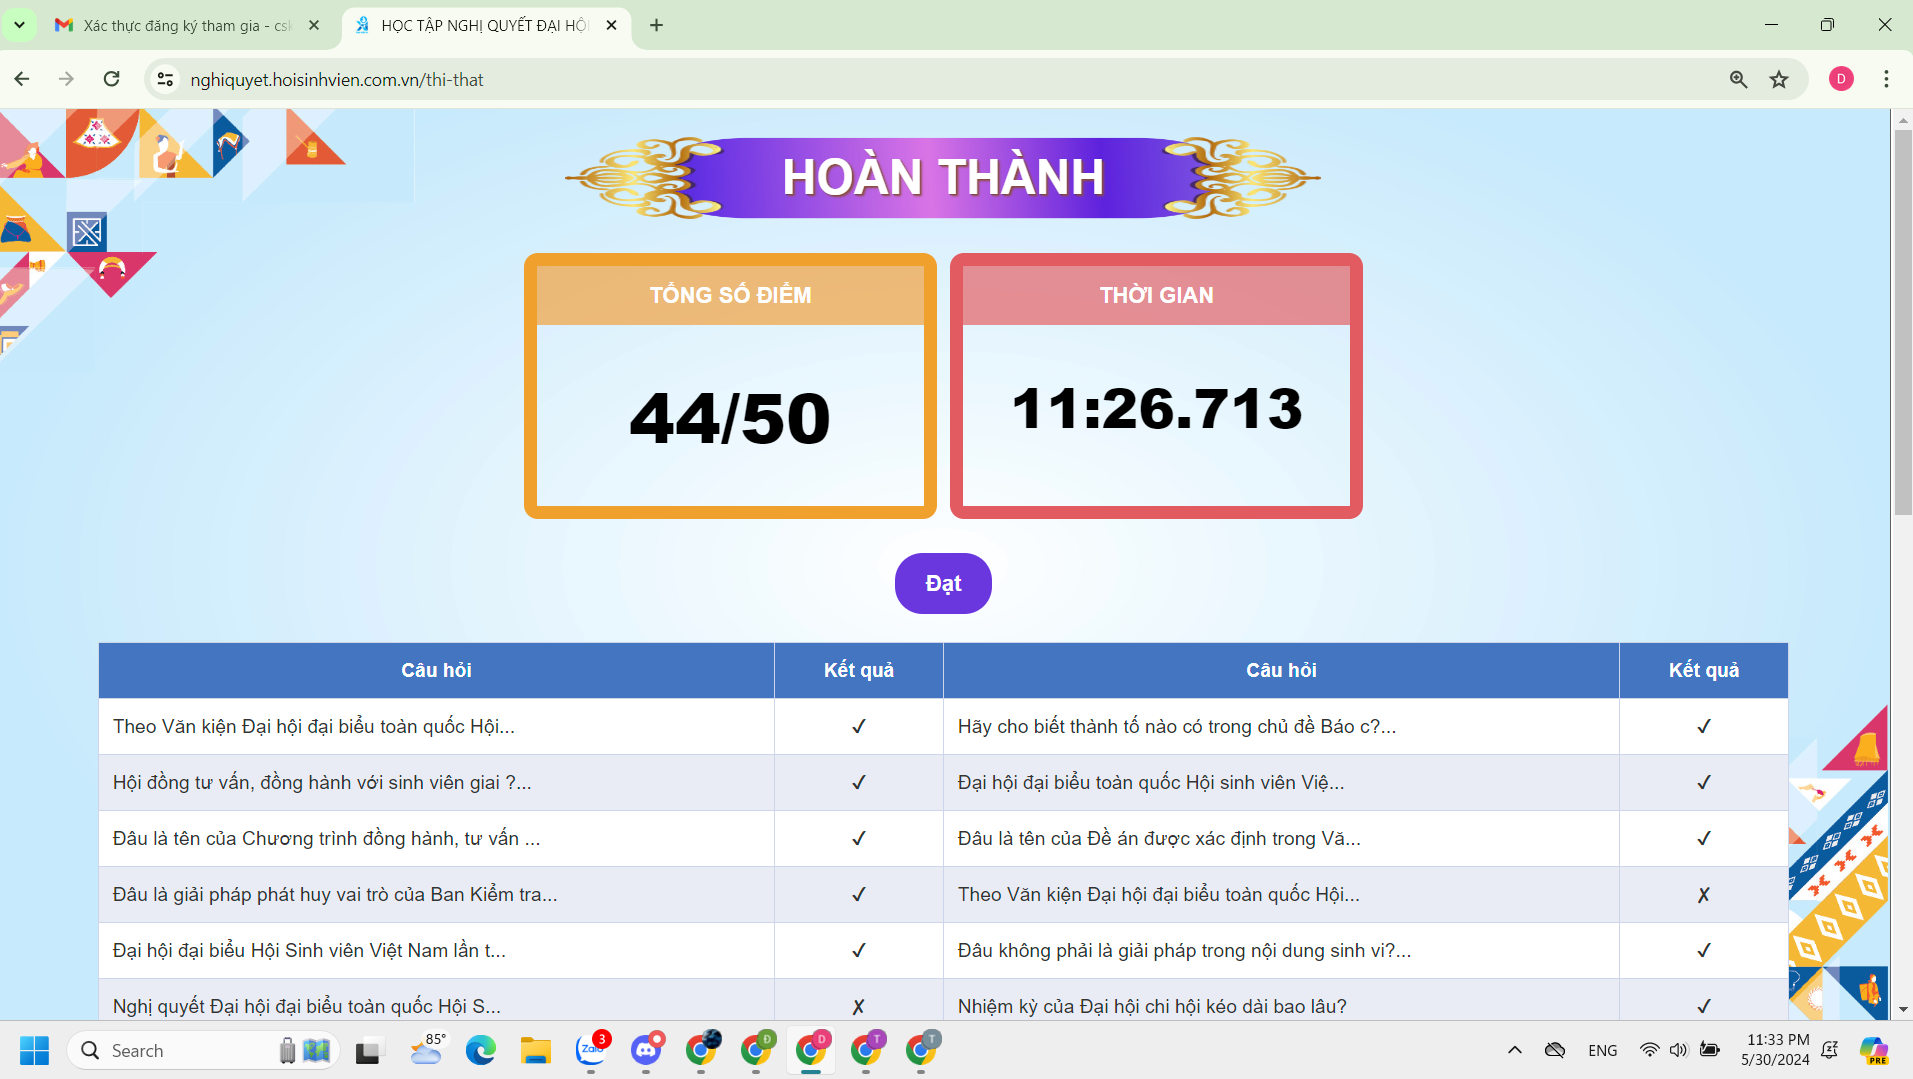 Xác thực đăng ký tham gia - csk
HỌC TẬP NGHỊ QUYẾT ĐẠI HỘI
nghiquyet.hoisinhvien.com.vn/thi-that
D
HOÀN THÀNH
TỔNG SỐ ĐIỂM
THỜI GIAN
44/50
11:26.713
Đạt
Câu hỏi Kết quả Câu hỏi Kết quả
Theo Văn kiện Đại hội đại biểu toàn quốc Hội... ✓ Hãy cho biết thành tố nào có trong chủ đề Báo c?... ✓
Hội đồng tư vấn, đồng hành với sinh viên giai ?... ✓ Đại hội đại biểu toàn quốc Hội sinh viên Việ... ✓
Đâu là tên của Chương trình đồng hành, tư vấn ... ✓ Đâu là tên của Đề án được xác định trong Vă... ✓
Đâu là giải pháp phát huy vai trò của Ban Kiểm tra... ✓ Theo Văn kiện Đại hội đại biểu toàn quốc Hội... ✗
Đại hội đại biểu Hội Sinh viên Việt Nam lần t... ✓ Đâu không phải là giải pháp trong nội dung sinh vi?... ✓
Nghị quyết Đại hội đại biểu toàn quốc Hội S... ✗ Nhiệm kỳ của Đại hội chi hội kéo dài bao lâu? ✓
Search
85°
Zalo
3
Đ
D
T
T
ENG
11:33 PM
5/30/2024
PRE